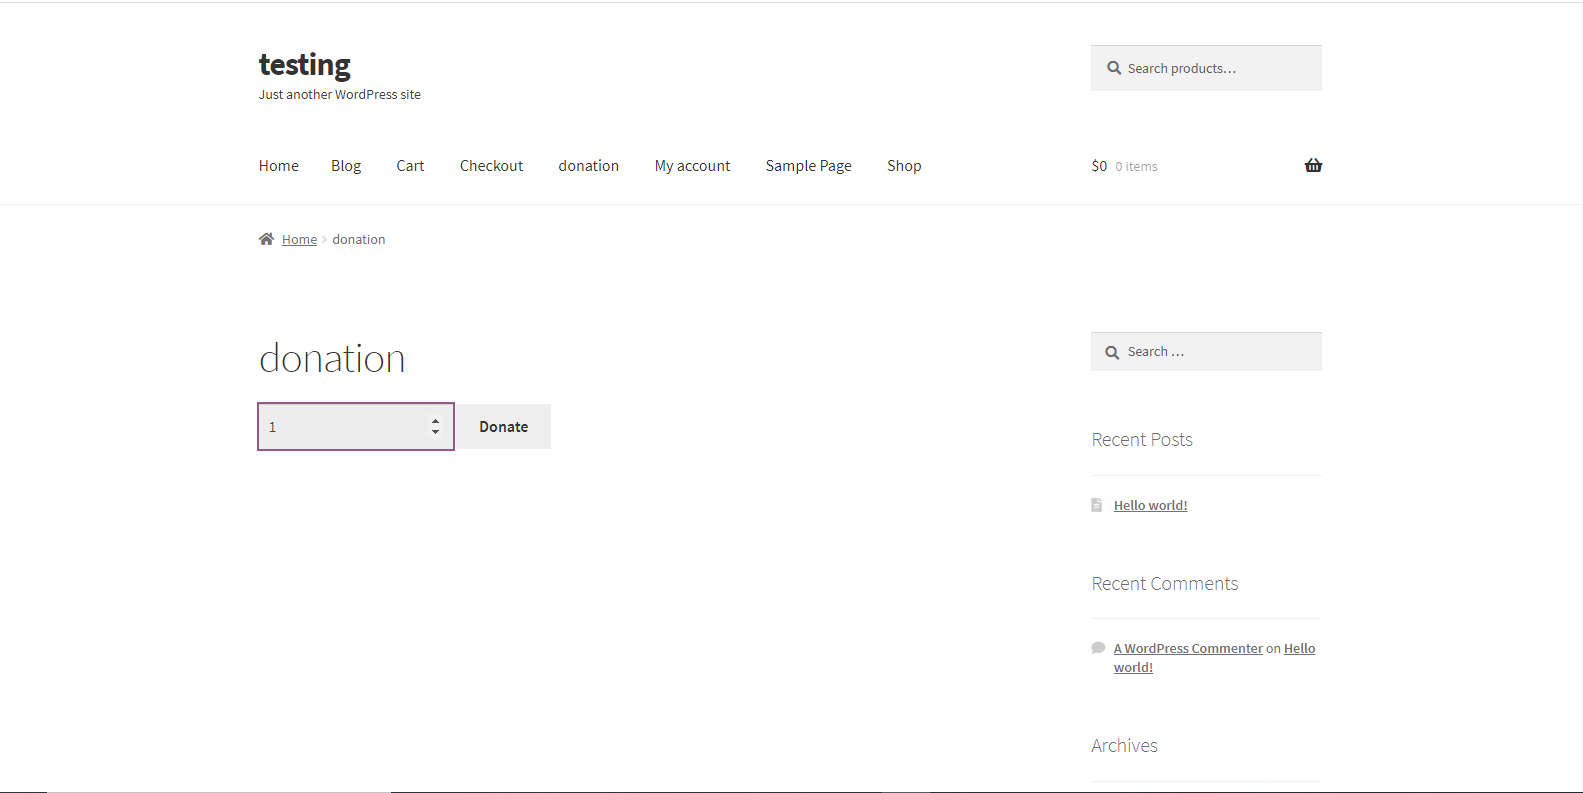 testing
Just another WordPress site
Search products…
Home Blog Cart Checkout donation My account Sample Page Shop
$0 0 items
Home donation
donation
1 Donate
Search …
Recent Posts
Hello world!
Recent Comments
A WordPress Commenter on Hello
world!
Archives